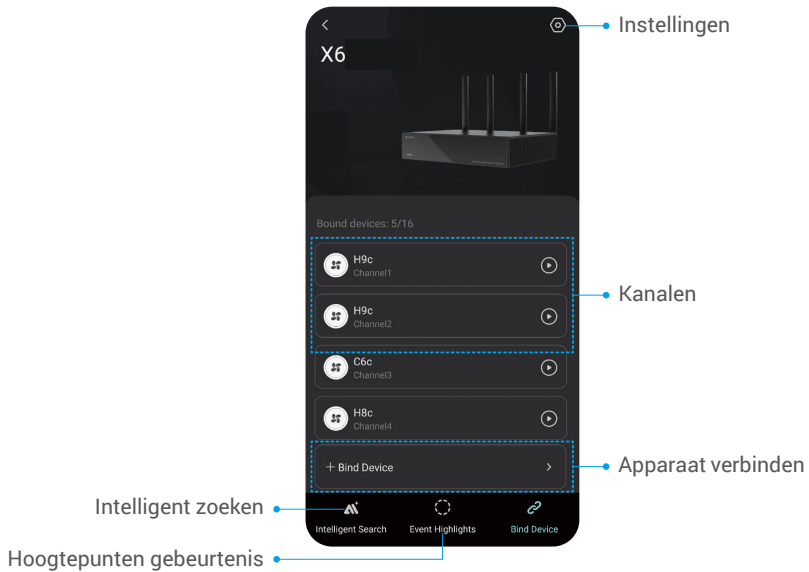 Instellingen
X6
Bound devices: 5/16
H9c
Channel1
H9c
Channel2
Kanalen
C6c
Channel3
H8c
Channel4
+ Bind Device
Apparaat verbinden
Intelligent zoeken
Intelligent Search
Event Highlights
Bind Device
Hoogtepunten gebeurtenis